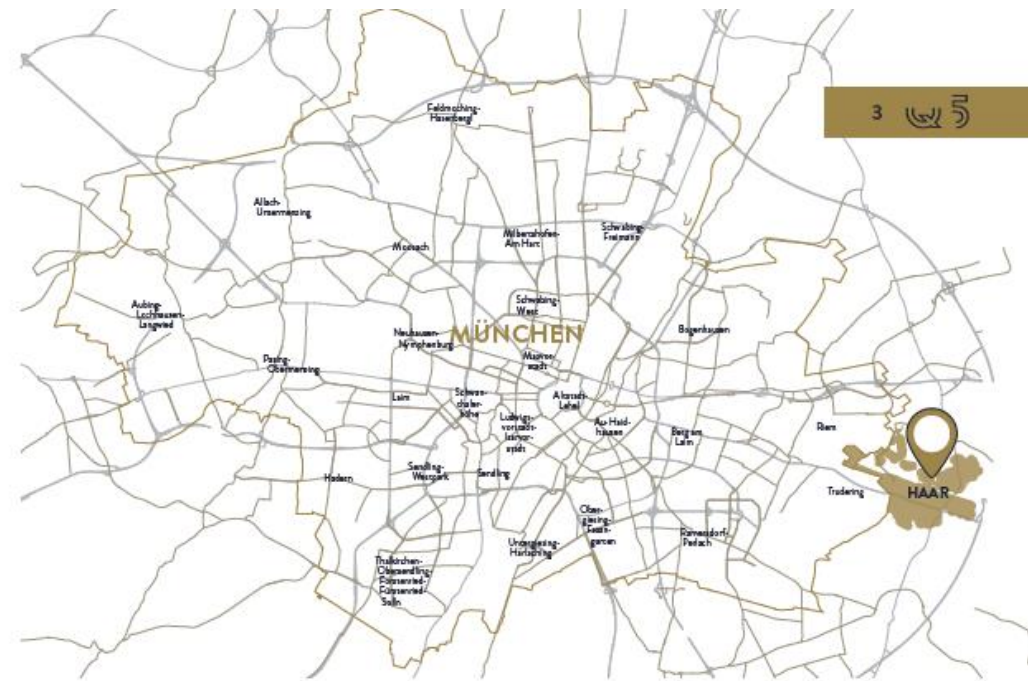 3
5
Feldmoching-
Hasenbergl
Allach-
Untermenzing
Moosach
Milbertshofen-
Am Hart
Schwabing-
Freimann
Aubing-
Lochhausen-
Langwied
Schwabing-
West
Neuhausen-
Nymphenburg
MÜNCHEN
Bogenhausen
Maxvor-
stadt
Pasing-
Obermenzing
Laim
Schwan-
thaler-
höhe
Altstadt-
Lehel
Ludwigs-
vorstadt-
Isarvor-
stadt
Au-Haid-
hausen
Berg am
Laim
Riem
Hadern
Sendling-
Westpark
Sendling
Trudering
HAAR
Ober-
giesing-
Fasan-
garten
Untergiesing-
Harlaching
Ramersdorf-
Perlach
Thalkirchen-
Obersendling-
Fürstenried-
Fürstenried-
Solln